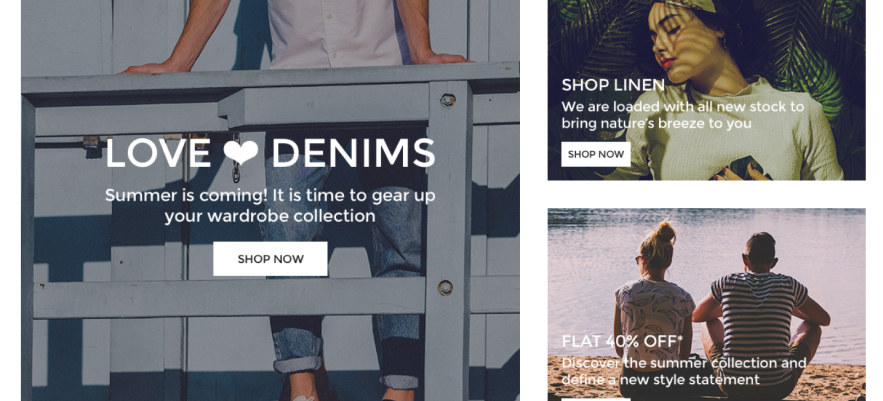 LOVE ❤ DENIMS
Summer is coming! It is time to gear up
your wardrobe collection
SHOP NOW
SHOP LINEN
We are loaded with all new stock to
bring nature's breeze to you
SHOP NOW
FLAT 40% OFF*
Discover the summer collection and
define a new style statement